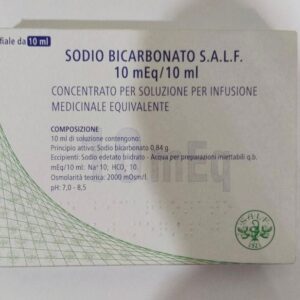 fiale da 10 ml
SODIO BICARBONATO S.A.L.F.
10 mEq/10 ml
CONCENTRATO PER SOLUZIONE PER INFUSIONE
MEDICINALE EQUIVALENTE
COMPOSIZIONE:
10 ml di soluzione contengono:
Principio attivo: Sodio bicarbonato 0,84 g
Eccipienti: Sodio edetato biidrato - Acqua per preparazioni iniettabili q.b.
mEq/10 ml: Na⁺ 10; HCO₃⁻ 10
Osmolarità teorica: 2000 mOsm/l
pH: 7,0 - 8,5
mEq
S.A.L.F.